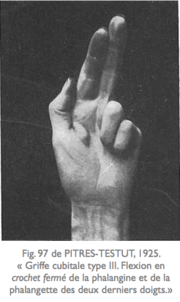 Fig. 97 de PITRES-TESTUT, 1925.
« Griffe cubitale type III. Flexion en
crochet fermé de la phalangine et de la
phalangette des deux derniers doigts.»